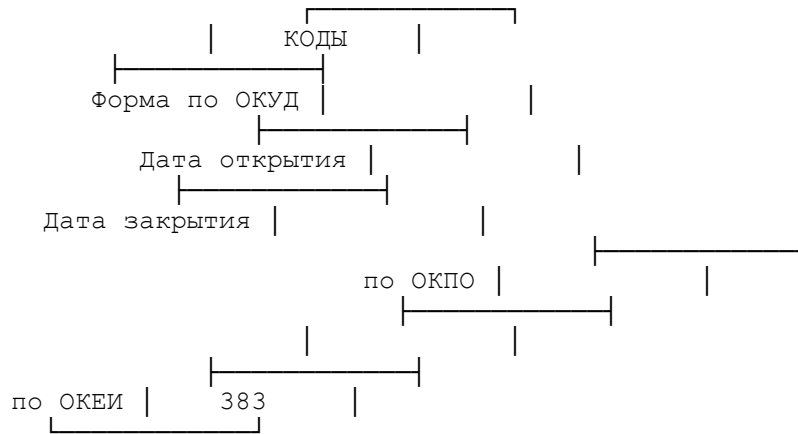 КОДЫ
Форма по ОКУД
Дата открытия
Дата закрытия
по ОКПО
по ОКЕИ 383